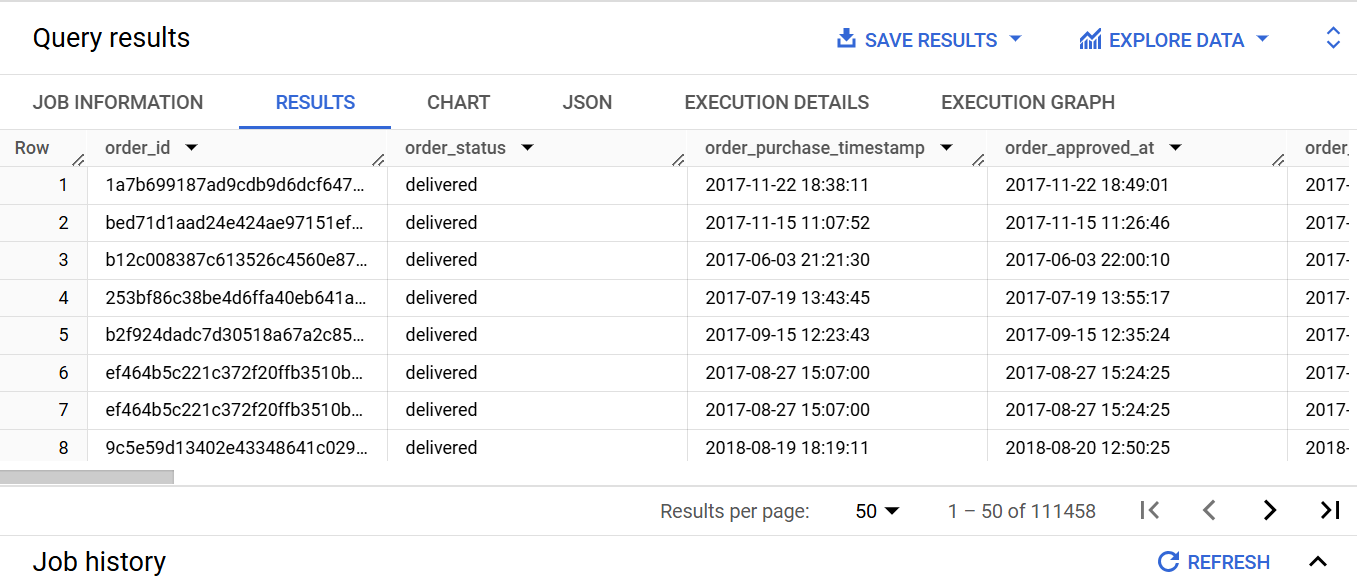 Query results SAVE RESULTS EXPLORE DATA
JOB INFORMATION RESULTS CHART JSON EXECUTION DETAILS EXECUTION GRAPH
Row order_id order_status order_purchase_timestamp order_approved_at order_
1 1a7b699187ad9cdb9d6dcf647… delivered 2017-11-22 18:38:11 2017-11-22 18:49:01 2017-
2 bed71d1aad24e424ae97151ef… delivered 2017-11-15 11:07:52 2017-11-15 11:26:46 2017-
3 b12c008387c613526c4560e87… delivered 2017-06-03 21:21:30 2017-06-03 22:00:10 2017-
4 253bf86c38be4d6ffa40eb641a… delivered 2017-07-19 13:43:45 2017-07-19 13:55:17 2017-
5 b2f924dadc7d30518a67a2c85… delivered 2017-09-15 12:23:43 2017-09-15 12:35:24 2017-
6 ef464b5c221c372f20ffb3510b… delivered 2017-08-27 15:07:00 2017-08-27 15:24:25 2017-
7 ef464b5c221c372f20ffb3510b… delivered 2017-08-27 15:07:00 2017-08-27 15:24:25 2017-
8 9c5e59d13402e43348641c029… delivered 2018-08-19 18:19:11 2018-08-20 12:50:25 2018-
Results per page: 50 1 – 50 of 111458
Job history REFRESH